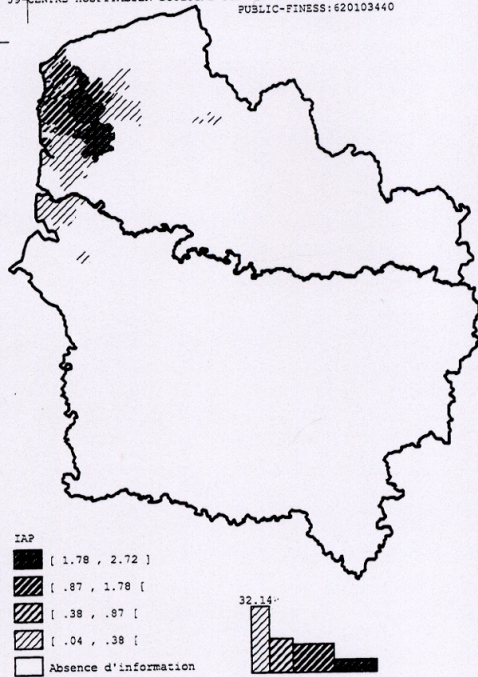 PUBLIC-FINESS:620103440
IAP
[ 1.78 , 2.72 ]
[ .87 , 1.78 [
[ .38 , .87 [
[ .04 , .38 [
Absence d'information
32.14